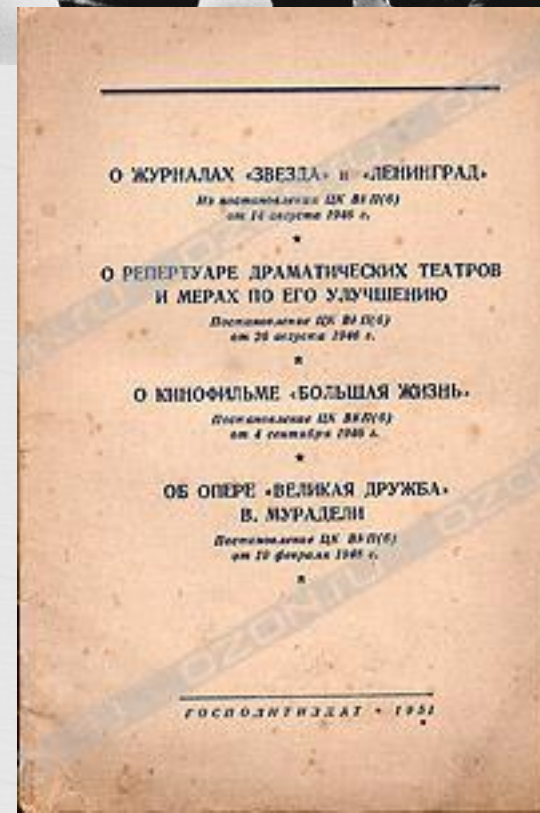 О ЖУРНАЛАХ «ЗВЕЗДА» и «ЛЕНИНГРАД»
Из постановления ЦК ВКП(б)
от 14 августа 1946 г.
О РЕПЕРТУАРЕ ДРАМАТИЧЕСКИХ ТЕАТРОВ
И МЕРАХ ПО ЕГО УЛУЧШЕНИЮ
Постановление ЦК ВКП(б)
от 26 августа 1946 г.
О КИНОФИЛЬМЕ «БОЛЬШАЯ ЖИЗНЬ»
Постановление ЦК ВКП(б)
от 4 сентября 1946 г.
ОБ ОПЕРЕ «ВЕЛИКАЯ ДРУЖБА»
В. МУРАДЕЛИ
Постановление ЦК ВКП(б)
от 10 февраля 1948 г.
ГОСПОЛИТИЗДАТ • 1951